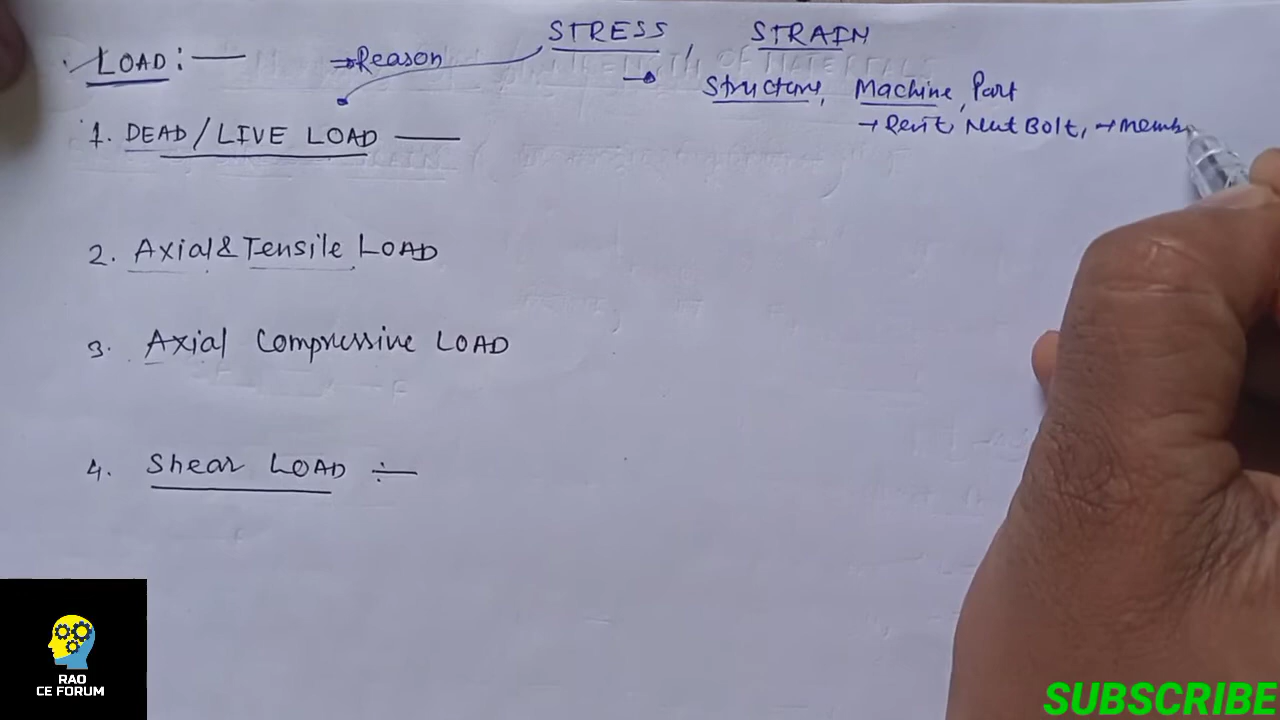 LOAD :— → Reason STRESS, STRAIN
→ Structure, Machine, Part
→ Revit, Nut Bolt, → Memb
1. DEAD/LIVE LOAD —
2. Axial & Tensile LOAD
3. Axial Compressive LOAD
4. Shear LOAD ÷
RAO
CE FORUM
SUBSCRIBE